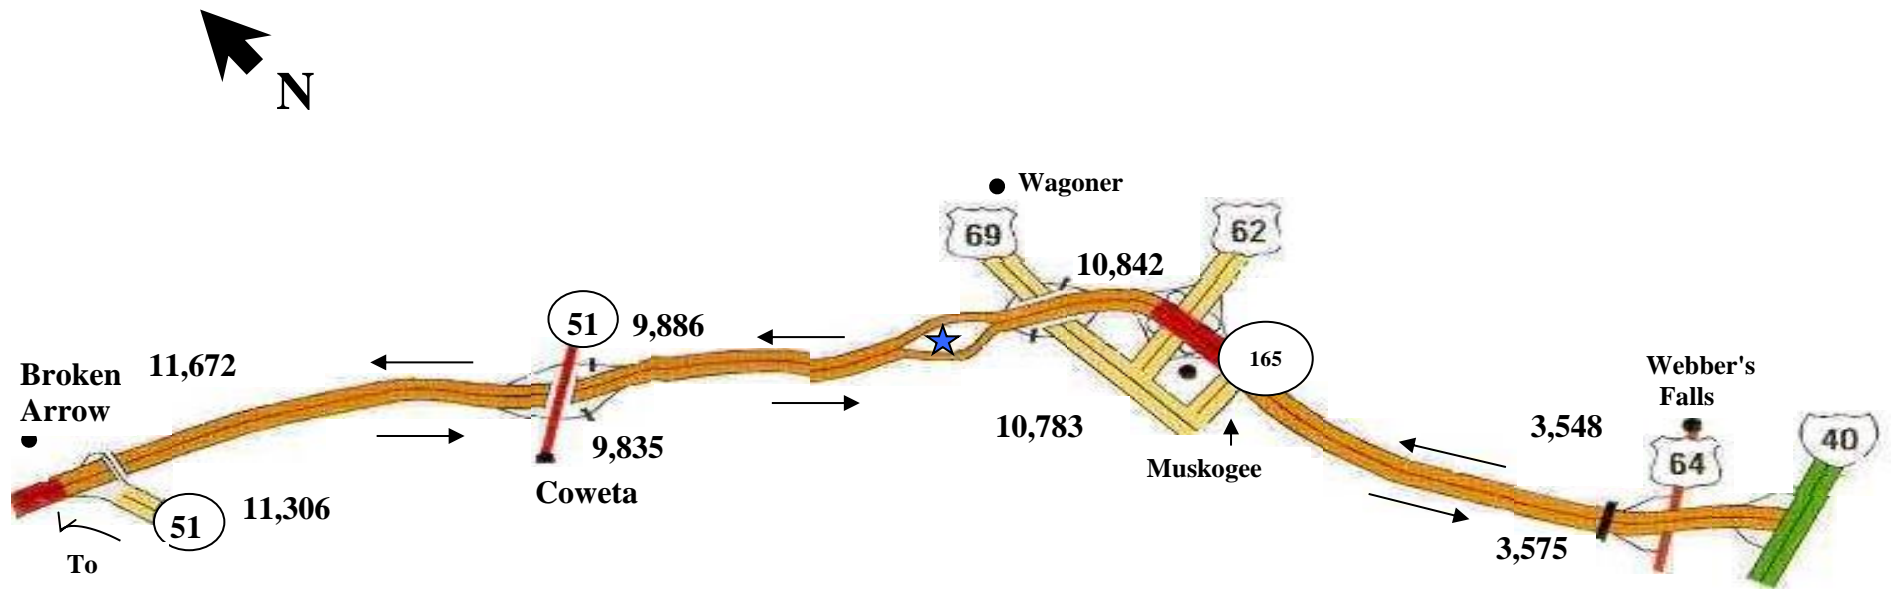 N
Wagoner
69
62
10,842
51
9,886
165
Broken
Arrow
11,672
Webber's
Falls
10,783
3,548
40
9,835
Muskogee
64
Coweta
11,306
51
3,575
To